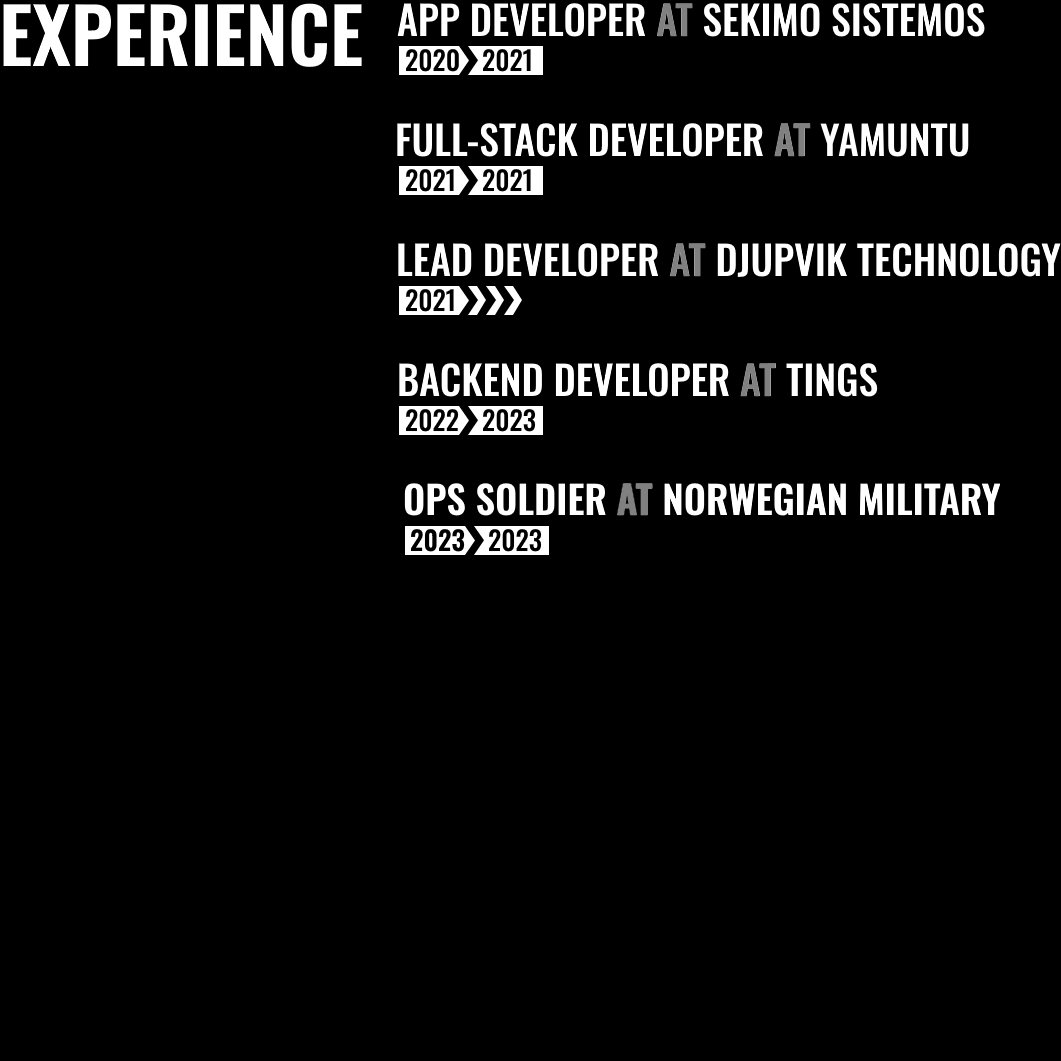 EXPERIENCE
APP DEVELOPER AT SEKIMO SISTEMOS
2020 2021
FULL-STACK DEVELOPER AT YAMUNTU
2021 2021
LEAD DEVELOPER AT DJUPVIK TECHNOLOGY
2021
BACKEND DEVELOPER AT TINGS
2022 2023
OPS SOLDIER AT NORWEGIAN MILITARY
2023 2023